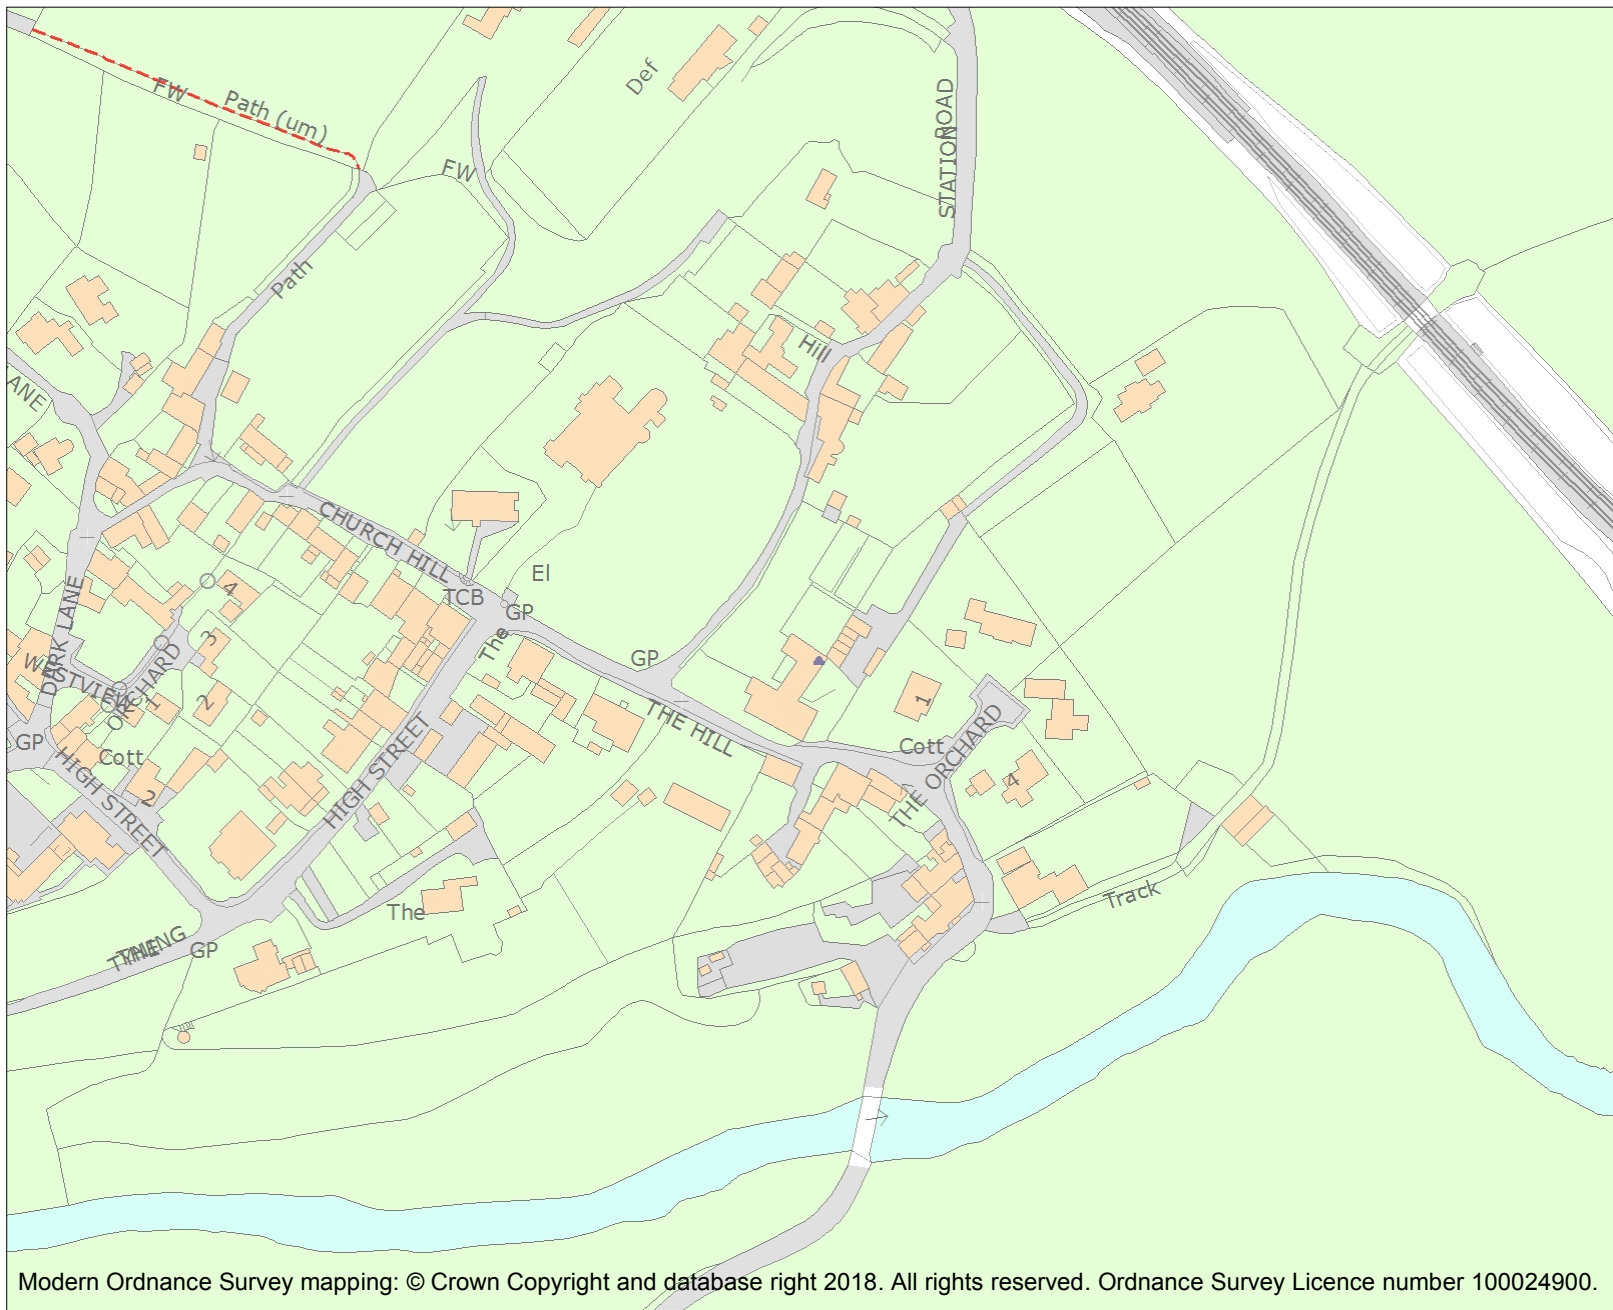 FW
Path (um)
Def
STATION
ROAD
FW
Path
Hill
LANE
CHURCH HILL
El
TCB
GP
The
GP
4
3
2
1
DARK LANE
WESTVIEW
ORCHARD
GP
Cott
2
HIGH STREET
HIGH STREET
THE HILL
1
Cott
THE ORCHARD
4
The
Track
THE
TYTHING
GP
Modern Ordnance Survey mapping: © Crown Copyright and database right 2018. All rights reserved. Ordnance Survey Licence number 100024900.